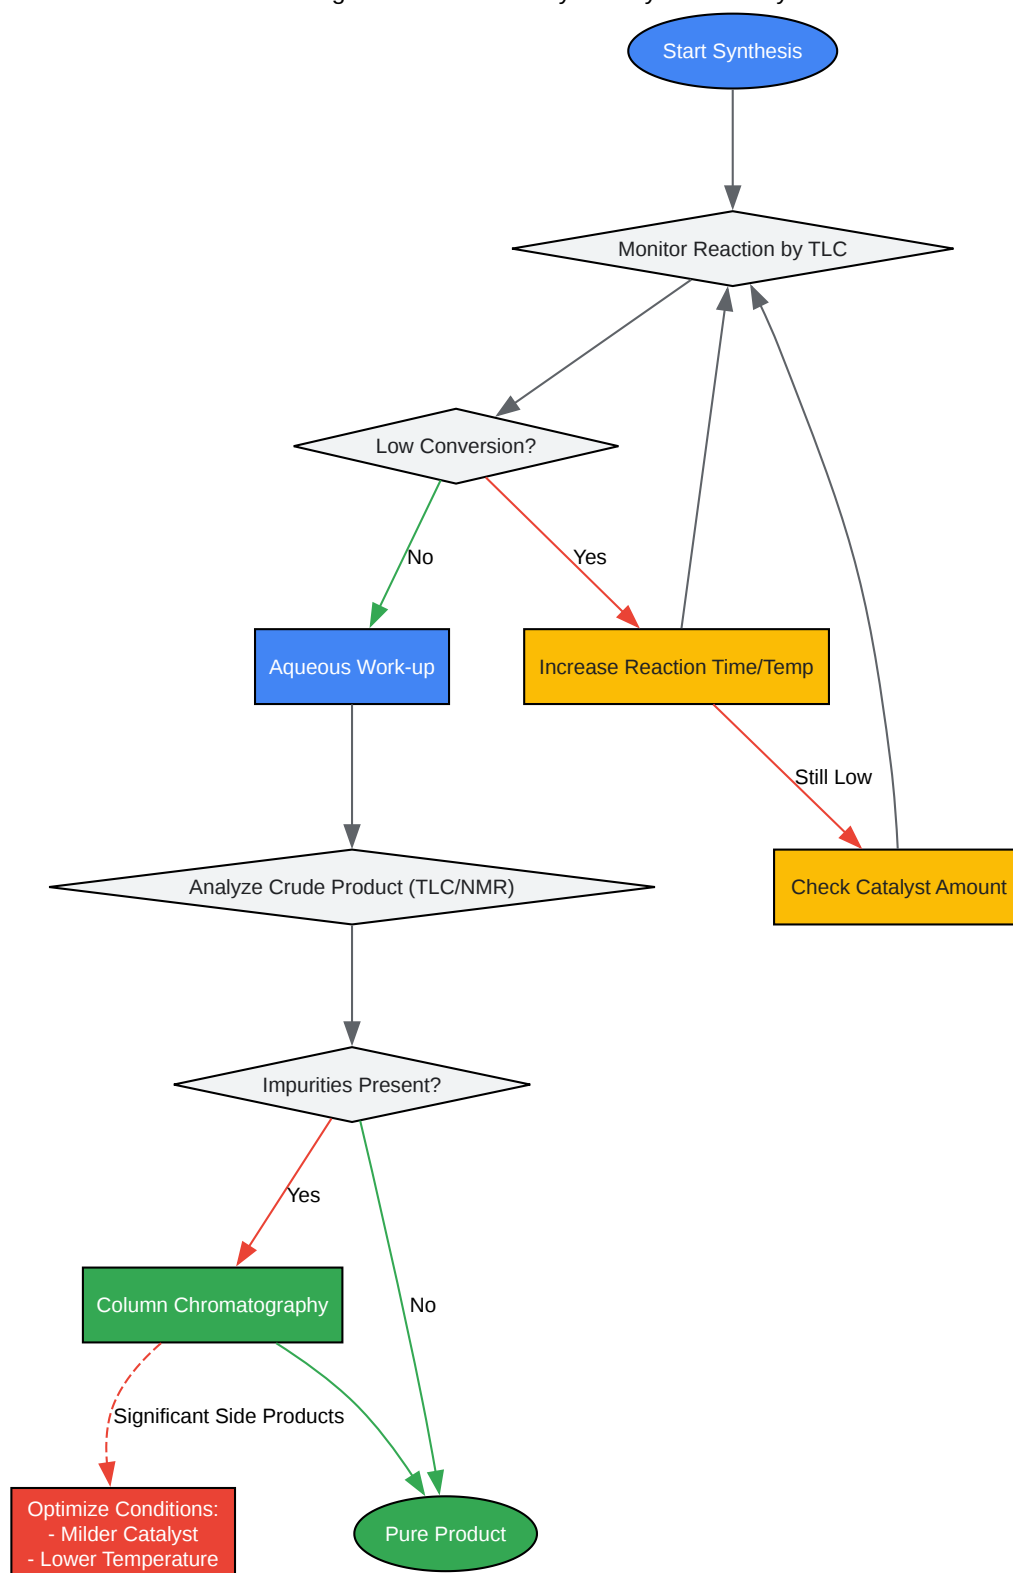 Start Synthesis
Monitor Reaction by TLC
Low Conversion?
No
Yes
Aqueous Work-up
Increase Reaction Time/Temp
Still Low
Analyze Crude Product (TLC/NMR)
Check Catalyst Amount
Impurities Present?
Yes
Column Chromatography
No
Significant Side Products
Optimize Conditions:
- Milder Catalyst
- Lower Temperature
Pure Product